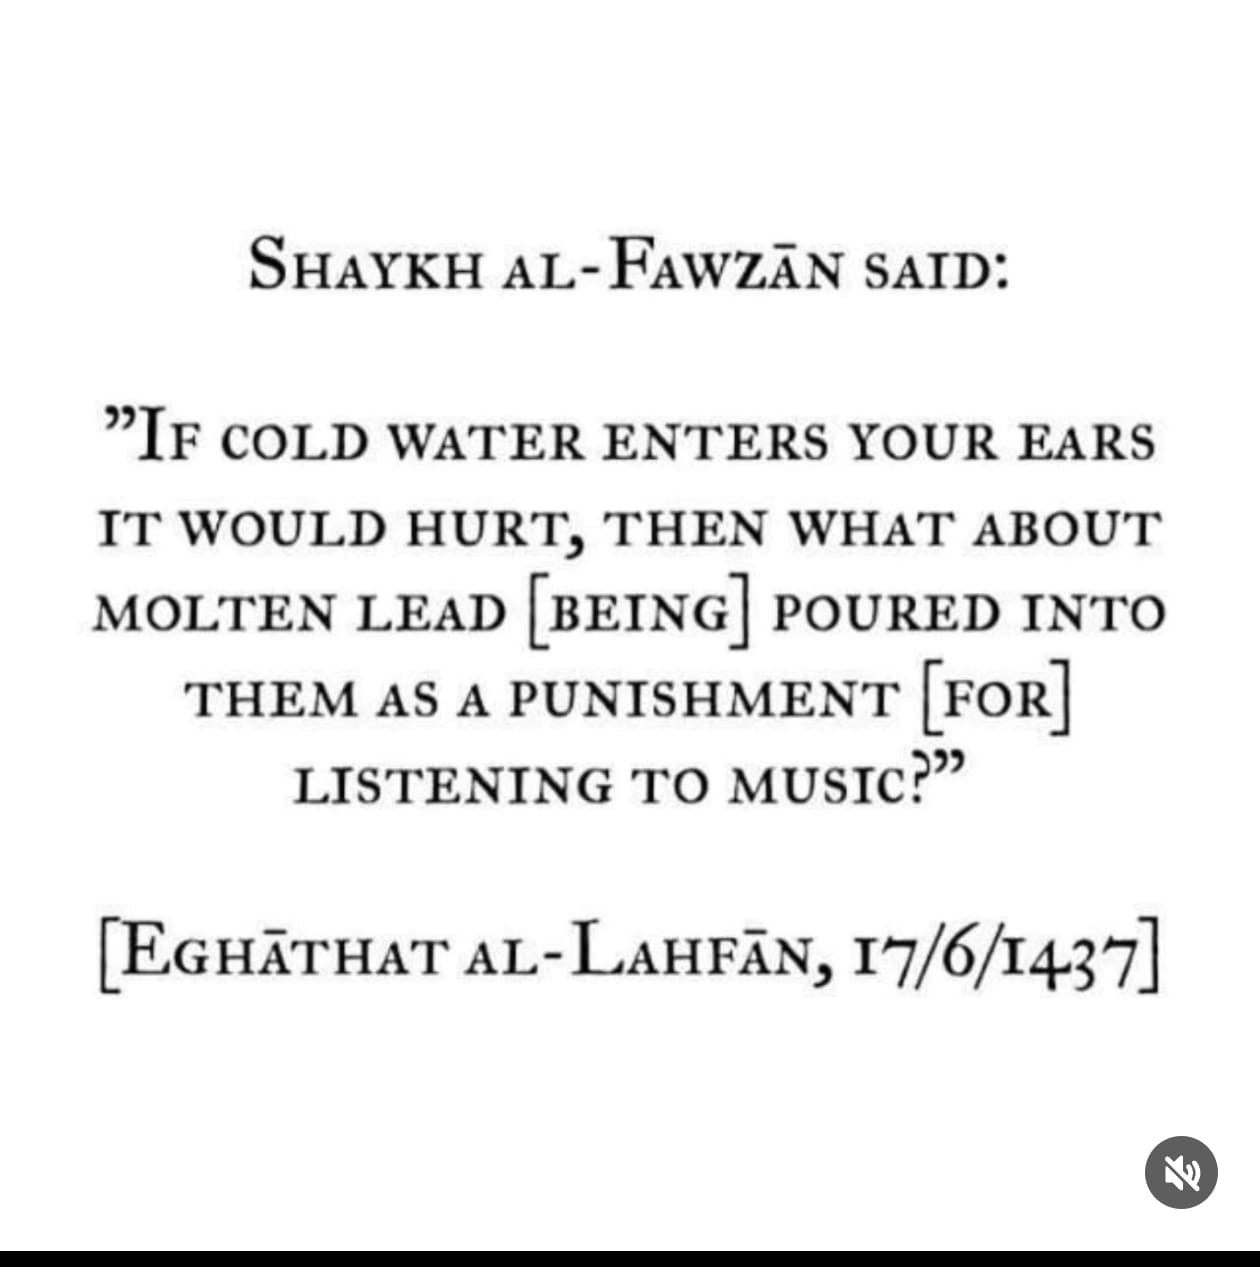 Shaykh al-Fawzān said:
”If cold water enters your ears
it would hurt, then what about
molten lead [being] poured into
them as a punishment [for]
listening to music?”
[Eghāthat al-Lahfān, 17/6/1437]